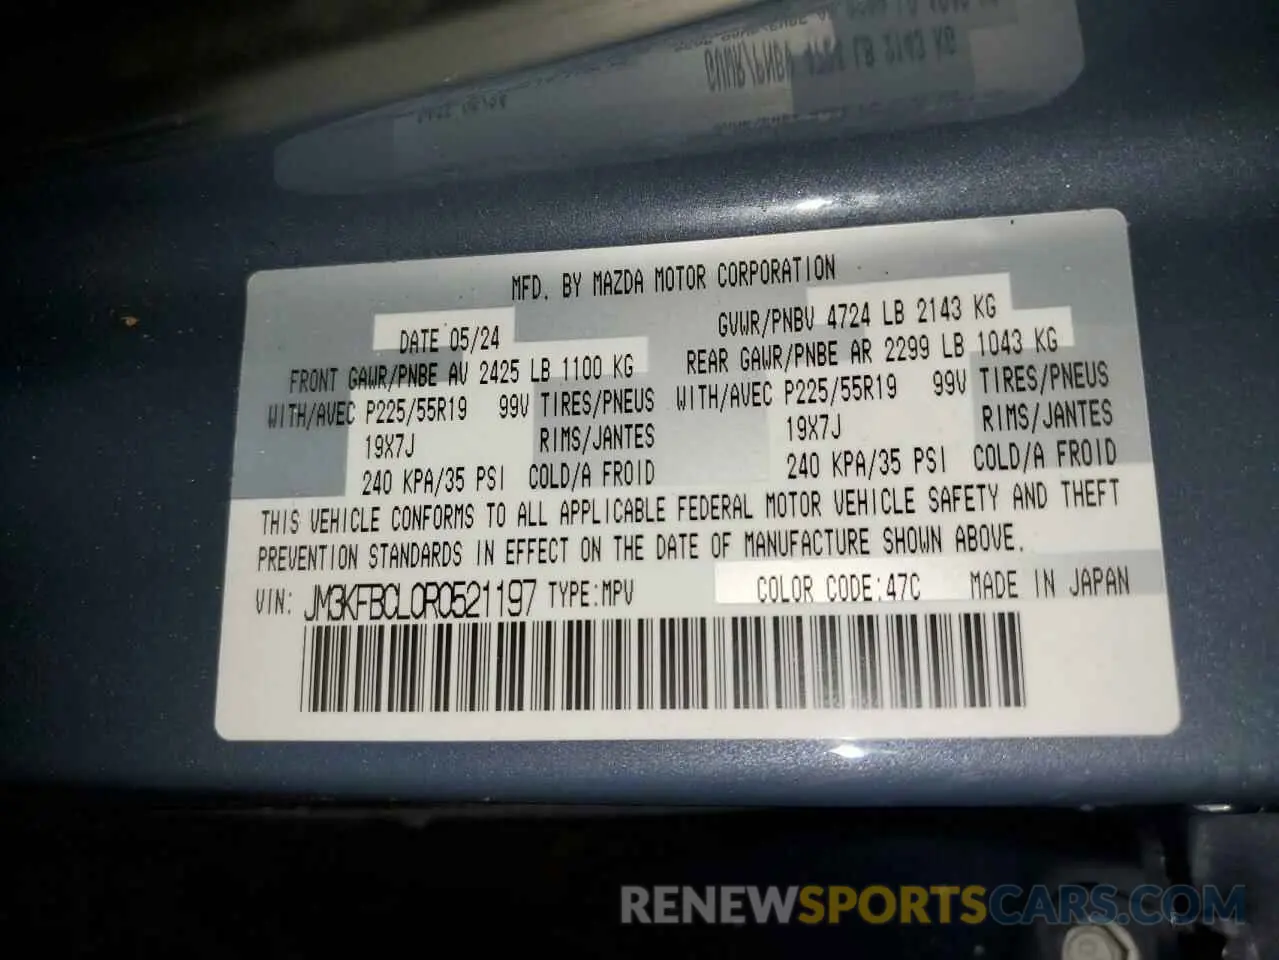 MFD. BY MAZDA MOTOR CORPORATION
DATE 05/24 GVWR/PNBV 4724 LB 2143 KG
FRONT GAWR/PNBE AV 2425 LB 1100 KG REAR GAWR/PNBE AR 2299 LB 1043 KG
WITH/AVEC P225/55R19 99V TIRES/PNEUS WITH/AVEC P225/55R19 99V TIRES/PNEUS
19X7J RIMS/JANTES 19X7J RIMS/JANTES
240 KPA/35 PSI COLD/A FROID 240 KPA/35 PSI COLD/A FROID
THIS VEHICLE CONFORMS TO ALL APPLICABLE FEDERAL MOTOR VEHICLE SAFETY AND THEFT
PREVENTION STANDARDS IN EFFECT ON THE DATE OF MANUFACTURE SHOWN ABOVE.
VIN: JM3KFBCL0R0521197 TYPE:MPV COLOR CODE:47C MADE IN JAPAN
RENEWSPORTSCARS.COM